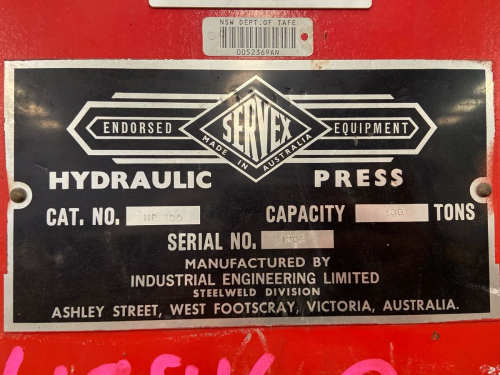 NSW DEPT. OF TAFE
0052369AN
SERVEX
ENDORSED EQUIPMENT
MADE IN AUSTRALIA
HYDRAULIC PRESS
CAT. NO. CAPACITY TONS
SERIAL NO.
MANUFACTURED BY
INDUSTRIAL ENGINEERING LIMITED
STEELWELD DIVISION
ASHLEY STREET, WEST FOOTSCRAY, VICTORIA, AUSTRALIA.